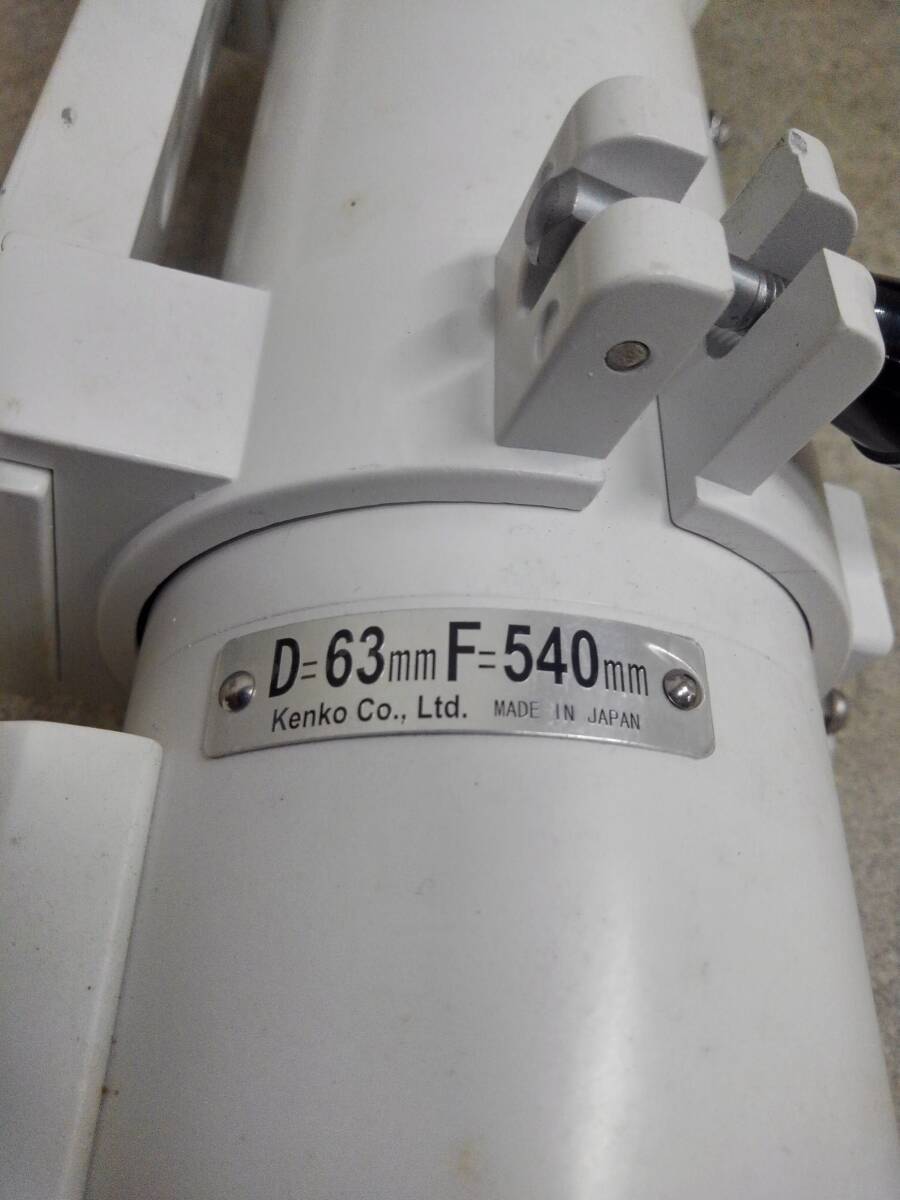 D=63mm F=540mm
Kenko Co., Ltd. MADE IN JAPAN